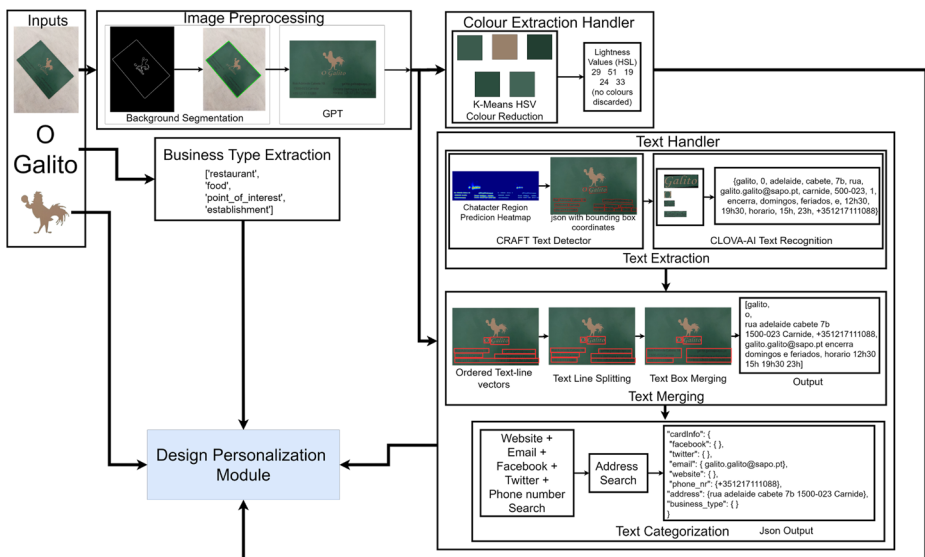 Inputs
O
Galito
Image Preprocessing
Background Segmentation
O Galito
GPT
Business Type Extraction
['restaurant',
'food',
'point_of_interest',
'establishment']
Colour Extraction Handler
K-Means HSV
Colour Reduction
Lightness
Values (HSL)
29 51 19
24 33
(no colours
discarded)
Text Handler
Chatacter Region
Predicion Heatmap
json with bounding box
coordinates
CRAFT Text Detector
Galito
{galito, 0, adelaide, cabete, 7b, rua,
galito.galito@sapo.pt, carnide, 500-023, 1,
encerra, domingos, feriados, e, 12h30,
19h30, horario, 15h, 23h, +351217111088}
CLOVA-AI Text Recognition
Text Extraction
Ordered Text-line
vectors
Text Line Splitting
Text Box Merging
[galito,
o,
rua adelaide cabete 7b
1500-023 Carnide, +351217111088,
galito.galito@sapo.pt encerra
domingos e feriados, horario 12h30
15h 19h30 23h]
Output
Text Merging
Website +
Email +
Facebook +
Twitter +
Phone number
Search
Address
Search
"cardInfo": {
"facebook": { },
"twitter": { },
"email": { galito.galito@sapo.pt},
"website": { },
"phone_nr": {+351217111088},
"address": {rua adelaide cabete 7b 1500-023 Carnide},
"business_type": { }
}
Text Categorization
Json Output
Design Personalization
Module